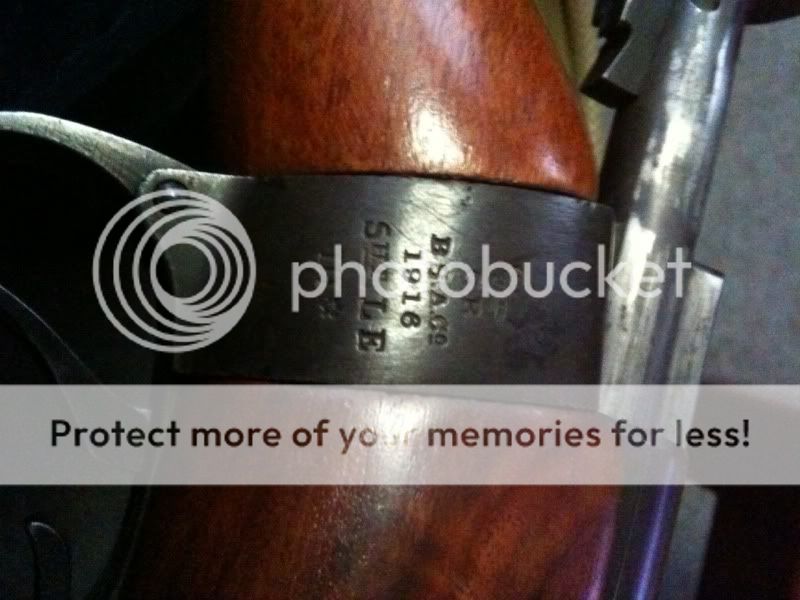 B.S.A.Co
1916
SHT LE
photobucket
Protect more of your memories for less!